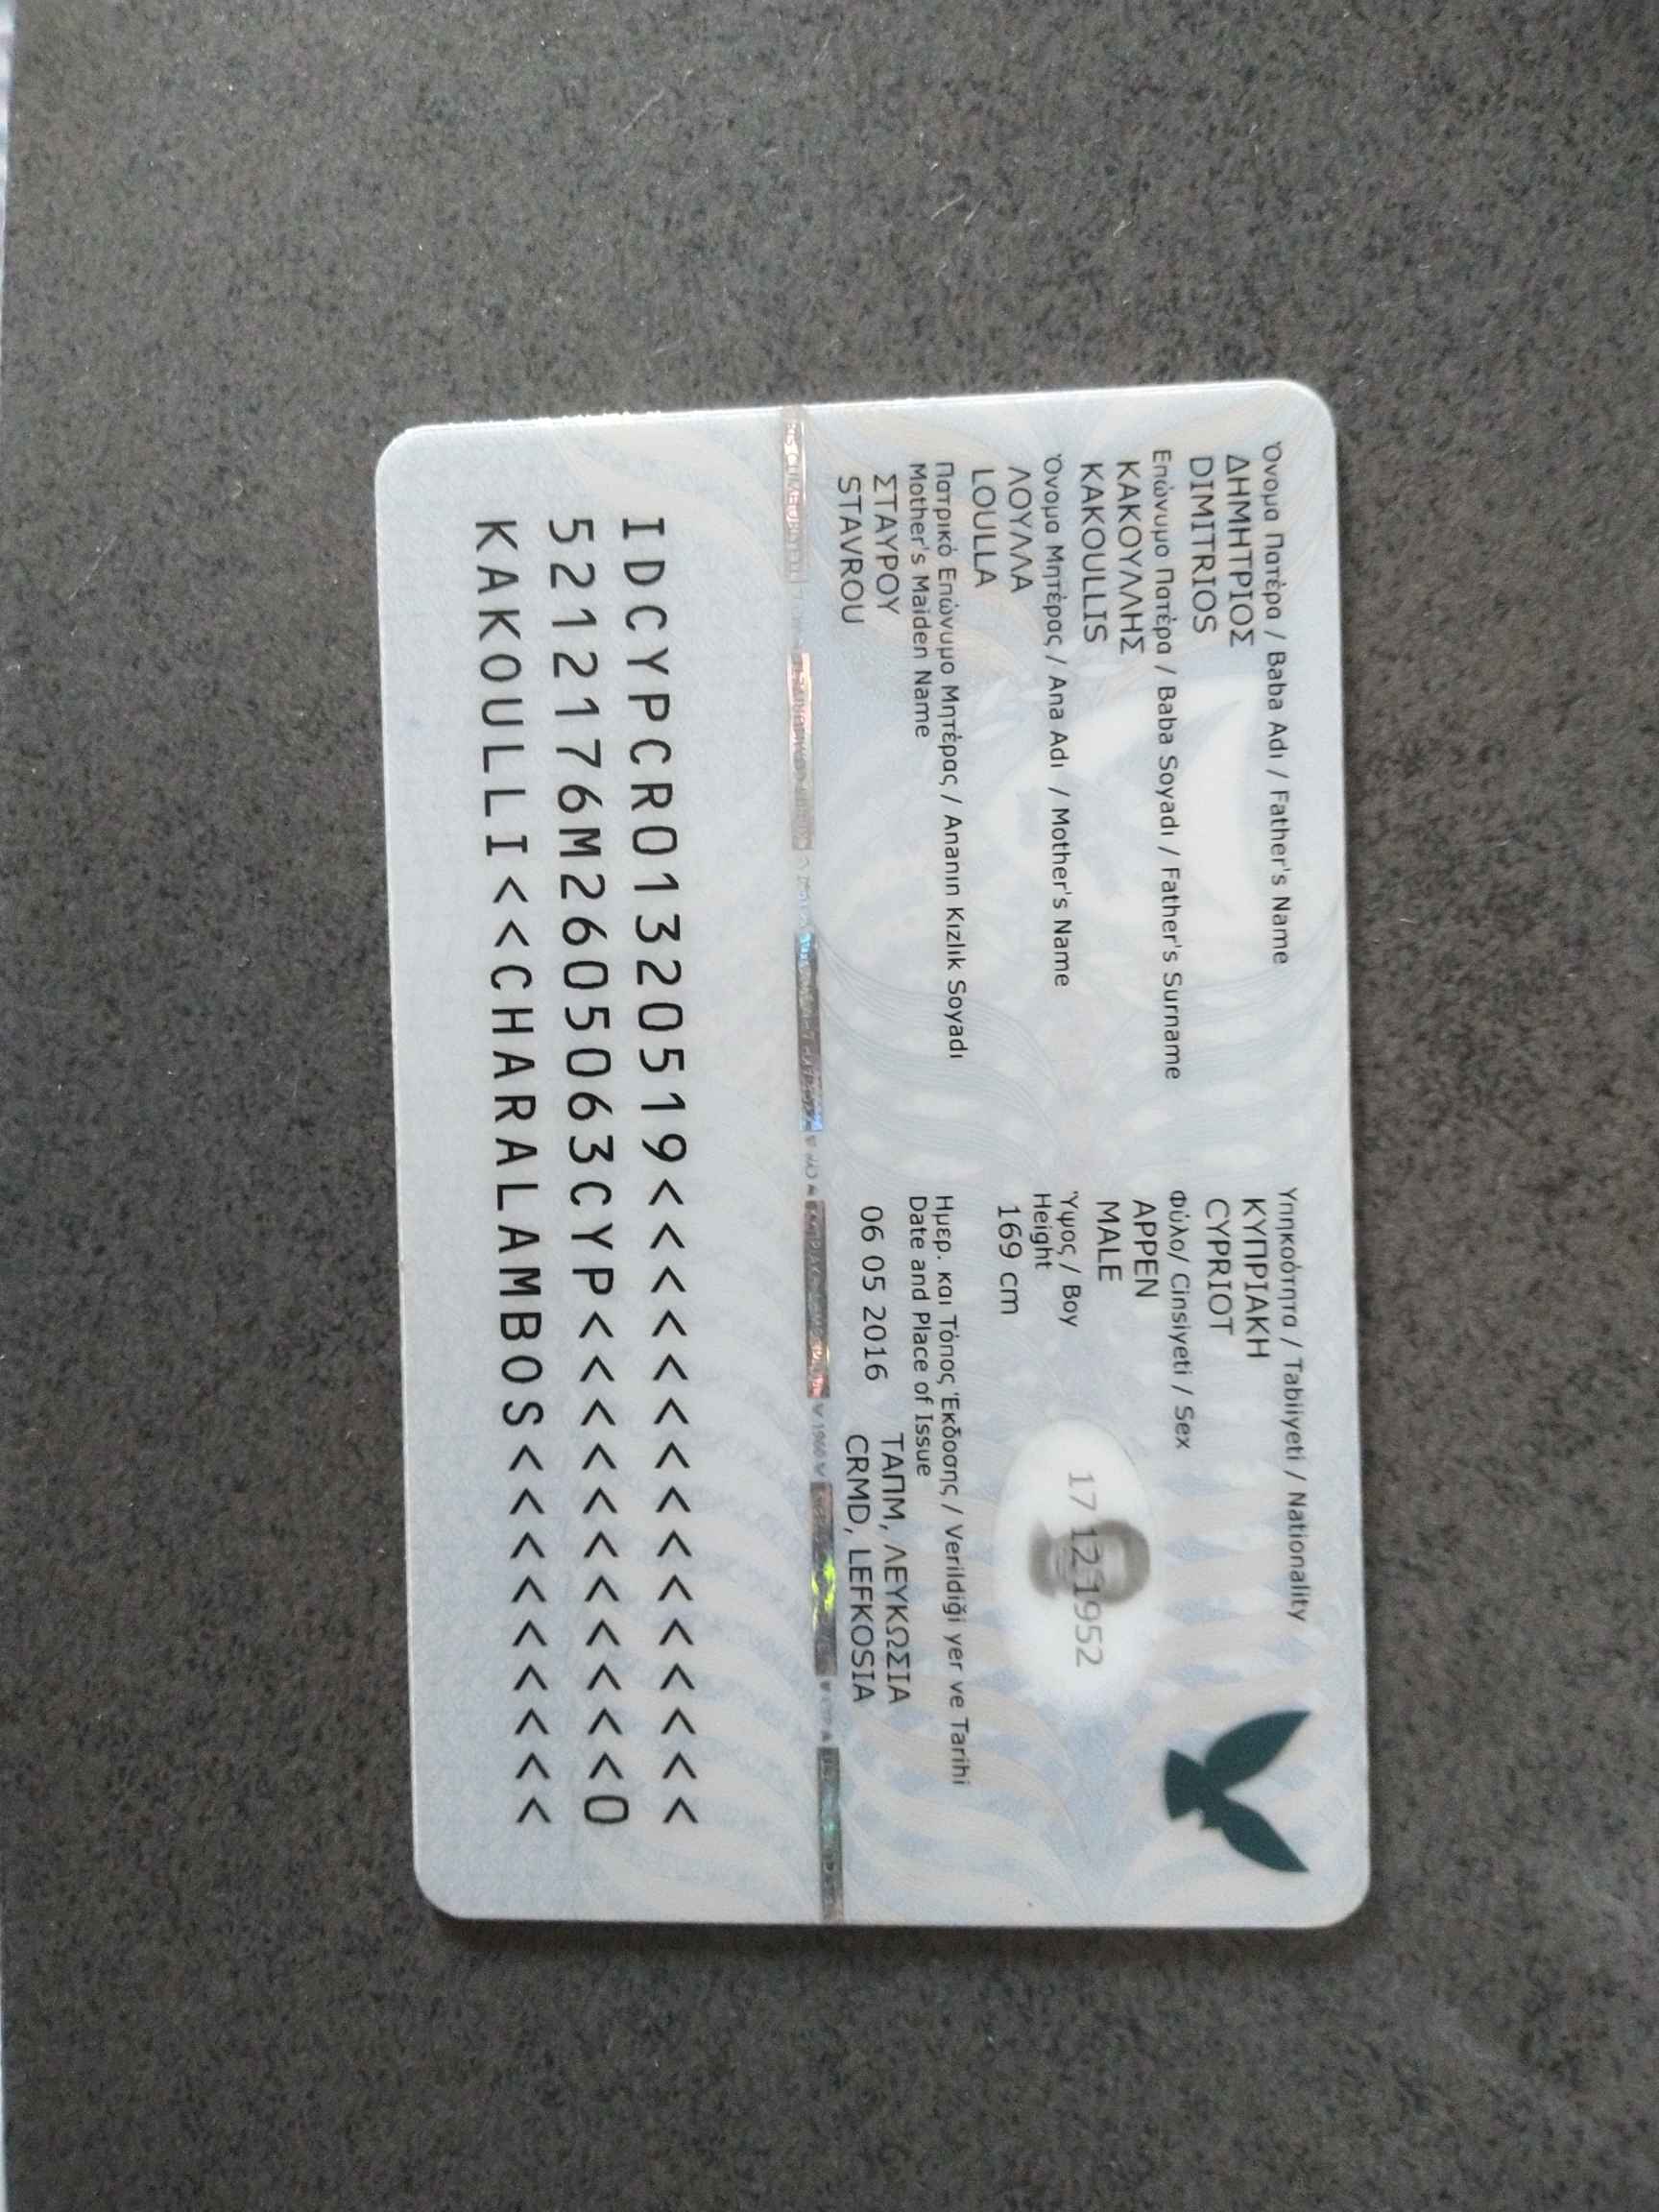 Όνομα Πατέρα / Baba Adı / Father's Name
ΔΗΜΗΤΡΙΟΣ
DIMITRIOS
Επώνυμο Πατέρα / Baba Soyadı / Father's Surname
ΚΑΚΟΥΛΛΗΣ
KAKOULLIS
Όνομα Μητέρας / Ana Adı / Mother's Name
ΛΟΥΛΛΑ
LOULLA
Πατρικό Επώνυμο Μητέρας / Ananın Kızlık Soyadı
Mother's Maiden Name
ΣΤΑΥΡΟΥ
STAVROU
Υπηκοότητα / Tabiiyeti / Nationality
ΚΥΠΡΙΑΚΗ
CYPRIOT
Φύλο/ Cinsiyeti / Sex
ΑΡΡΕΝ
MALE
Ύψος / Boy
Height
169 cm
17 12 1952
Ημερ. και Τόπος Έκδοσης / Verildiği yer ve Tarihi
Date and Place of Issue
06 05 2016 ΤΑΠΜ, ΛΕΥΚΩΣΙΑ
CRMD, LEFKOSIA
IDCYPCR01320519<<<<<<<<<<<<<<<
5212176M2605063CYP<<<<<<<<<<<0
KAKOULLI<<CHARALAMBOS<<<<<<<<<